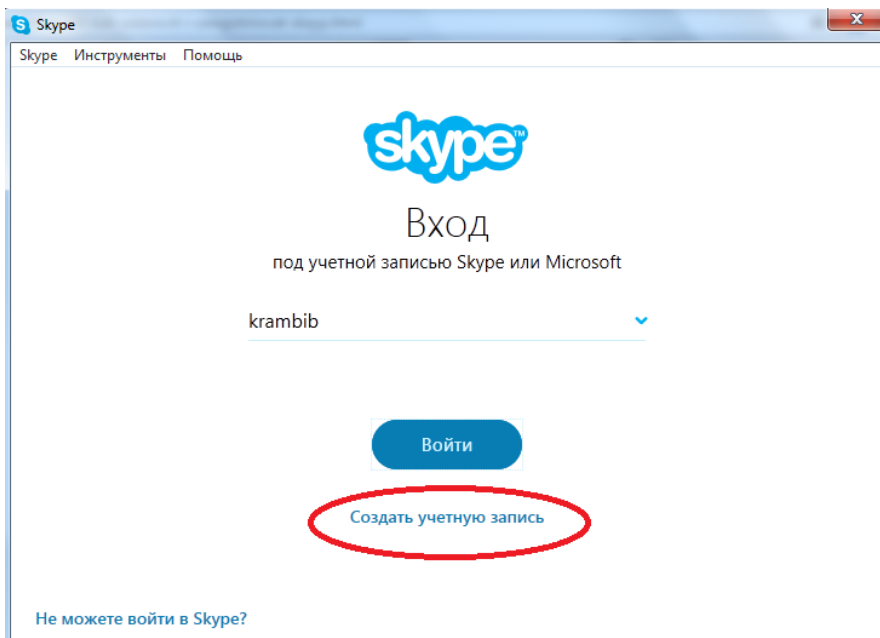 Skype
Skype Инструменты Помощь
skype™
Вход
под учетной записью Skype или Microsoft
krambib
Войти
Создать учетную запись
Не можете войти в Skype?